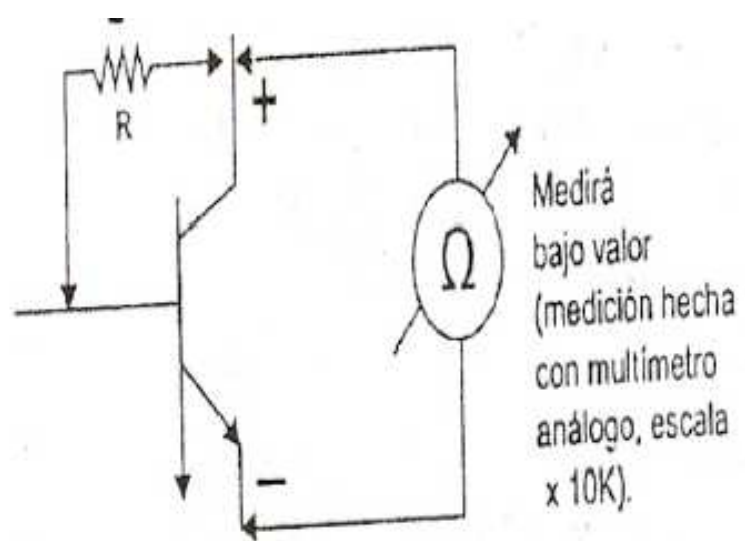 R
+
Ω
−
Medirá
bajo valor
(medición hecha
con multímetro
análogo, escala
x 10K).